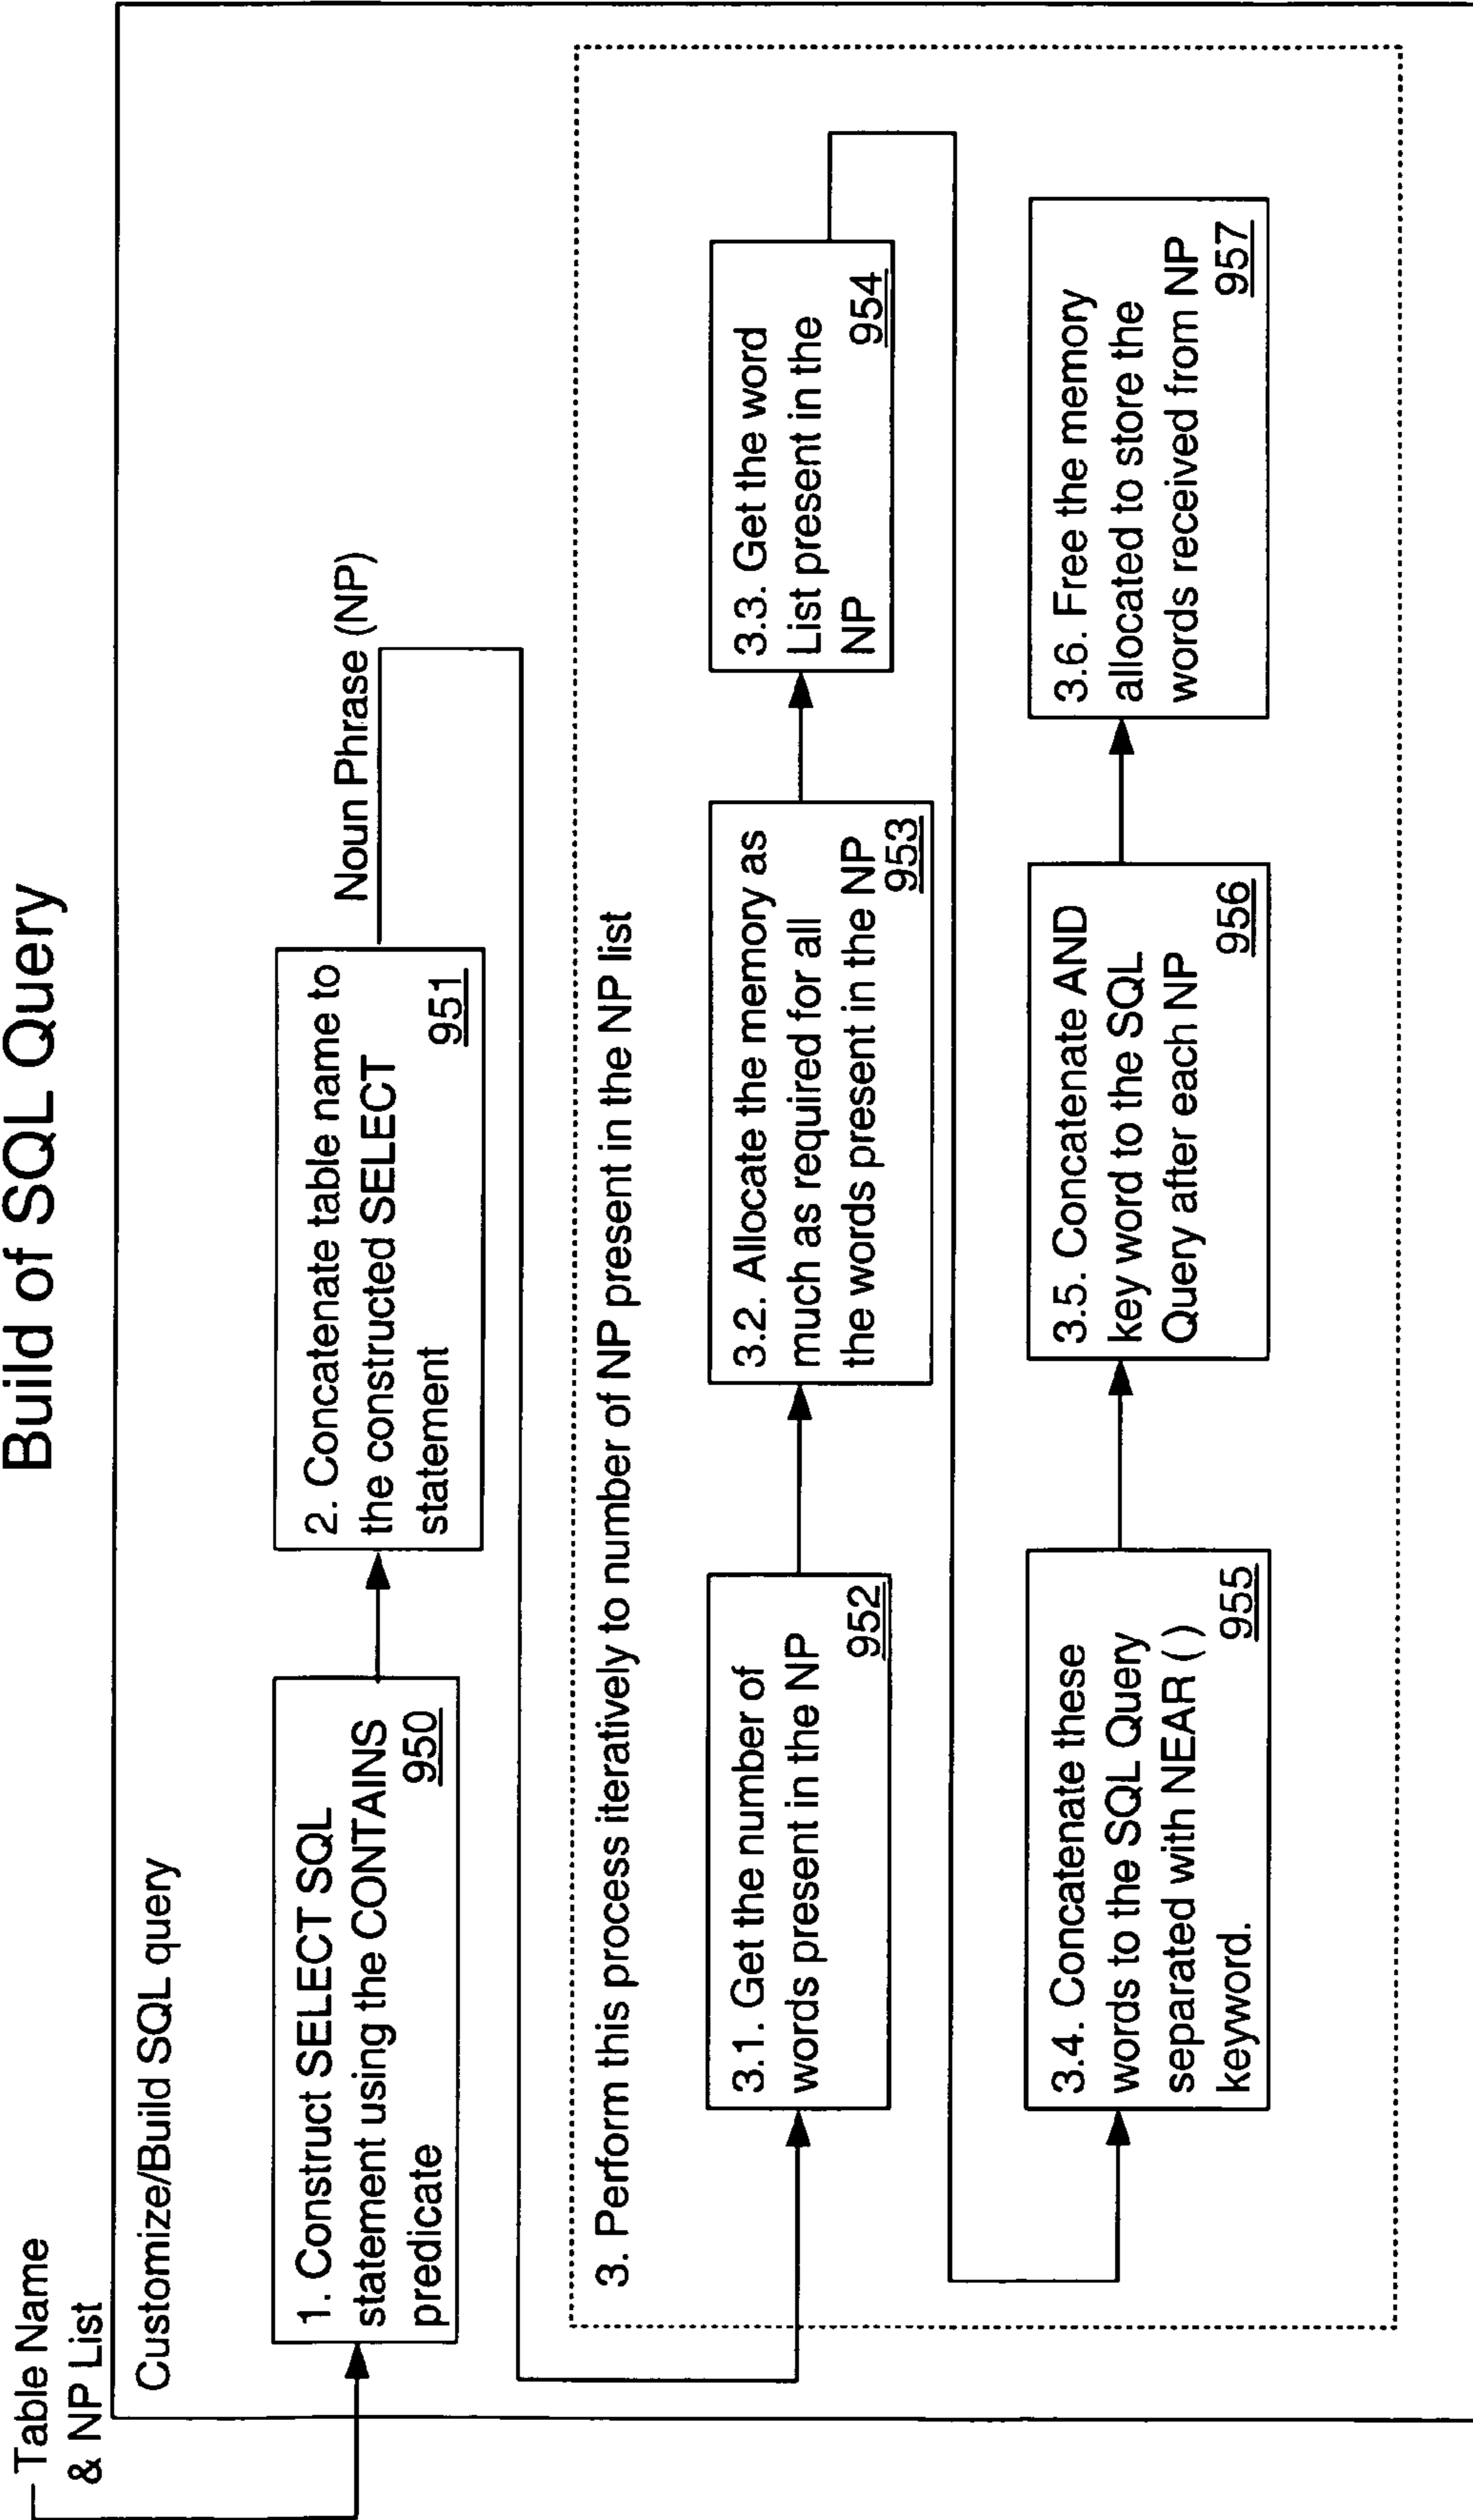 Build of SQL Query
Table Name
& NP List
Customize/Build SQL query
1. Construct SELECT SQL
statement using the CONTAINS
predicate
950
2. Concatenate table name to
the constructed SELECT
statement
951
Noun Phrase (NP)
3. Perform this process iteratively to number of NP present in the NP list
3.1. Get the number of
words present in the NP
952
3.2. Allocate the memory as
much as required for all
the words present in the NP
953
3.3. Get the word
List present in the
NP
954
3.4. Concatenate these
words to the SQL Query
separated with NEAR ()
keyword.
955
3.5. Concatenate AND
key word to the SQL
Query after each NP
956
3.6. Free the memory
allocated to store the
words received from NP
957